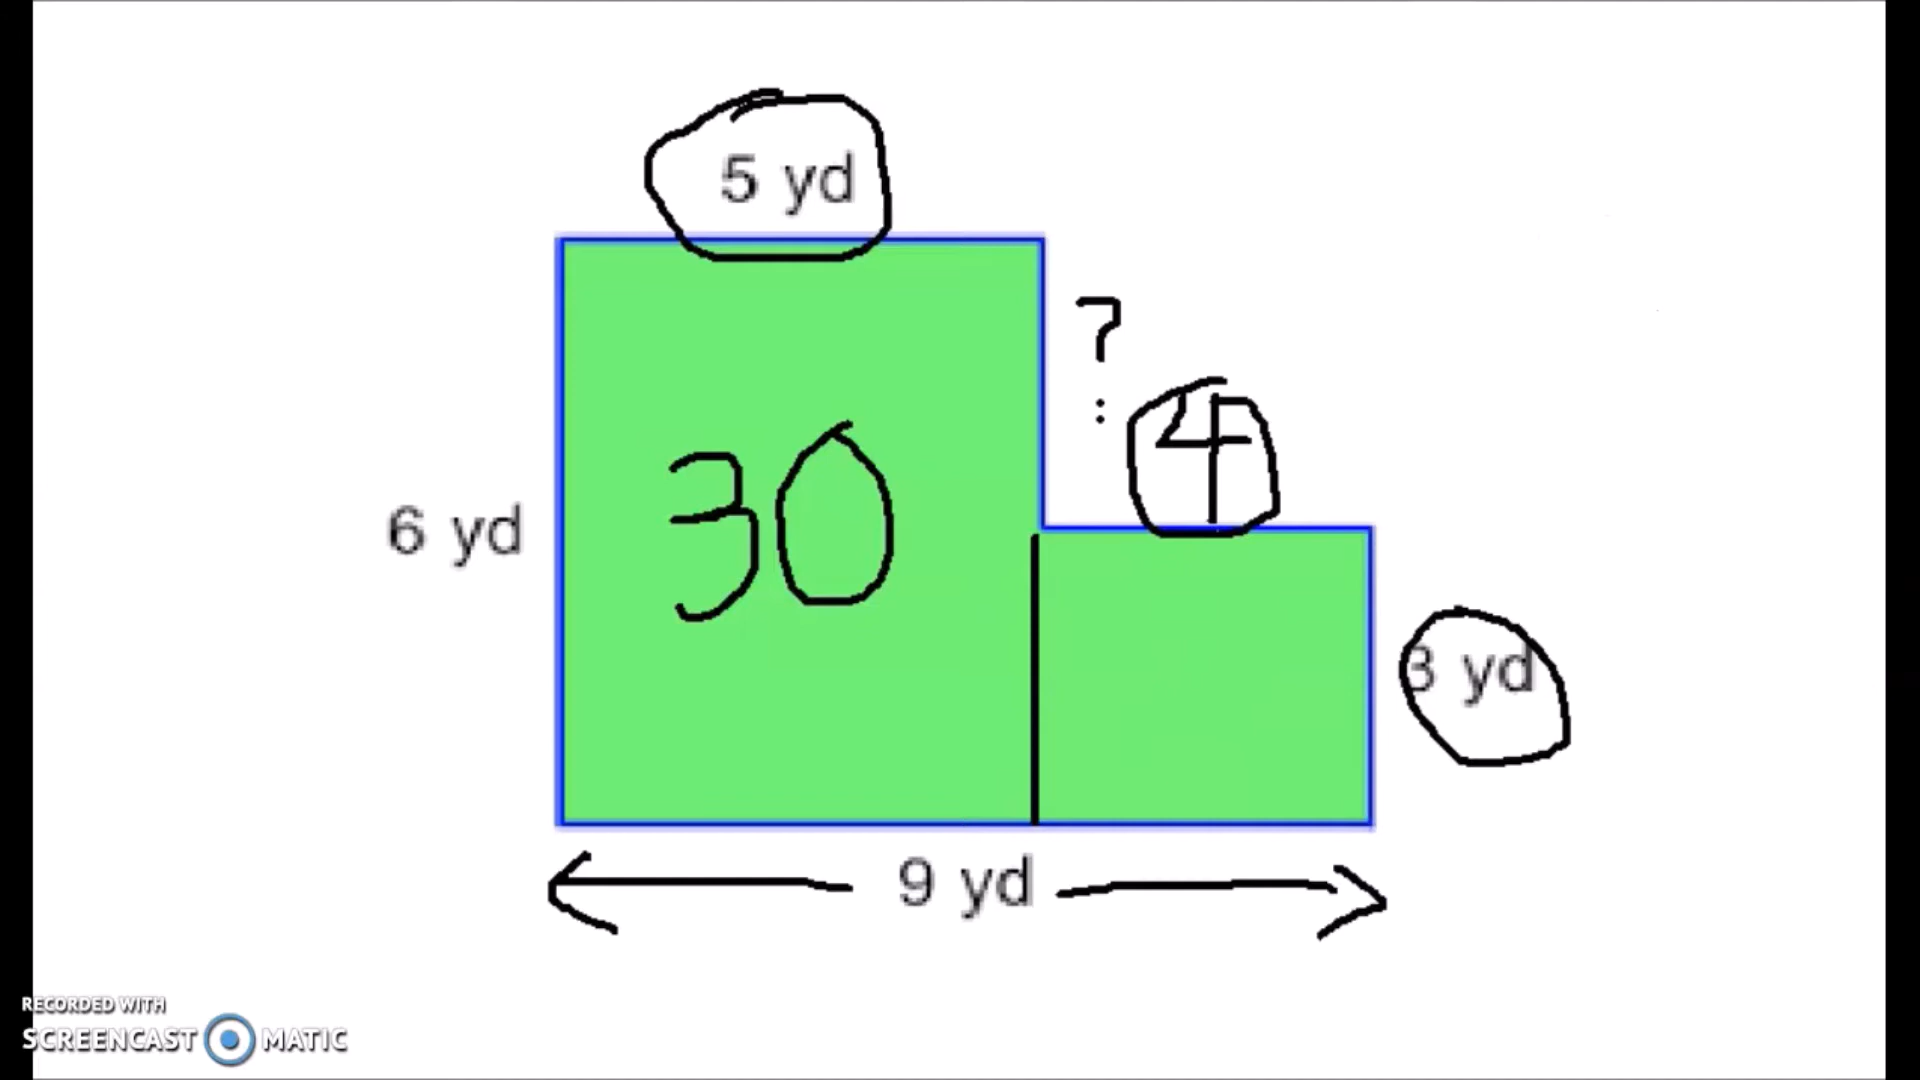 5 yd
?
4
30
6 yd
3 yd
9 yd
RECORDED WITH
SCREENCAST MATIC